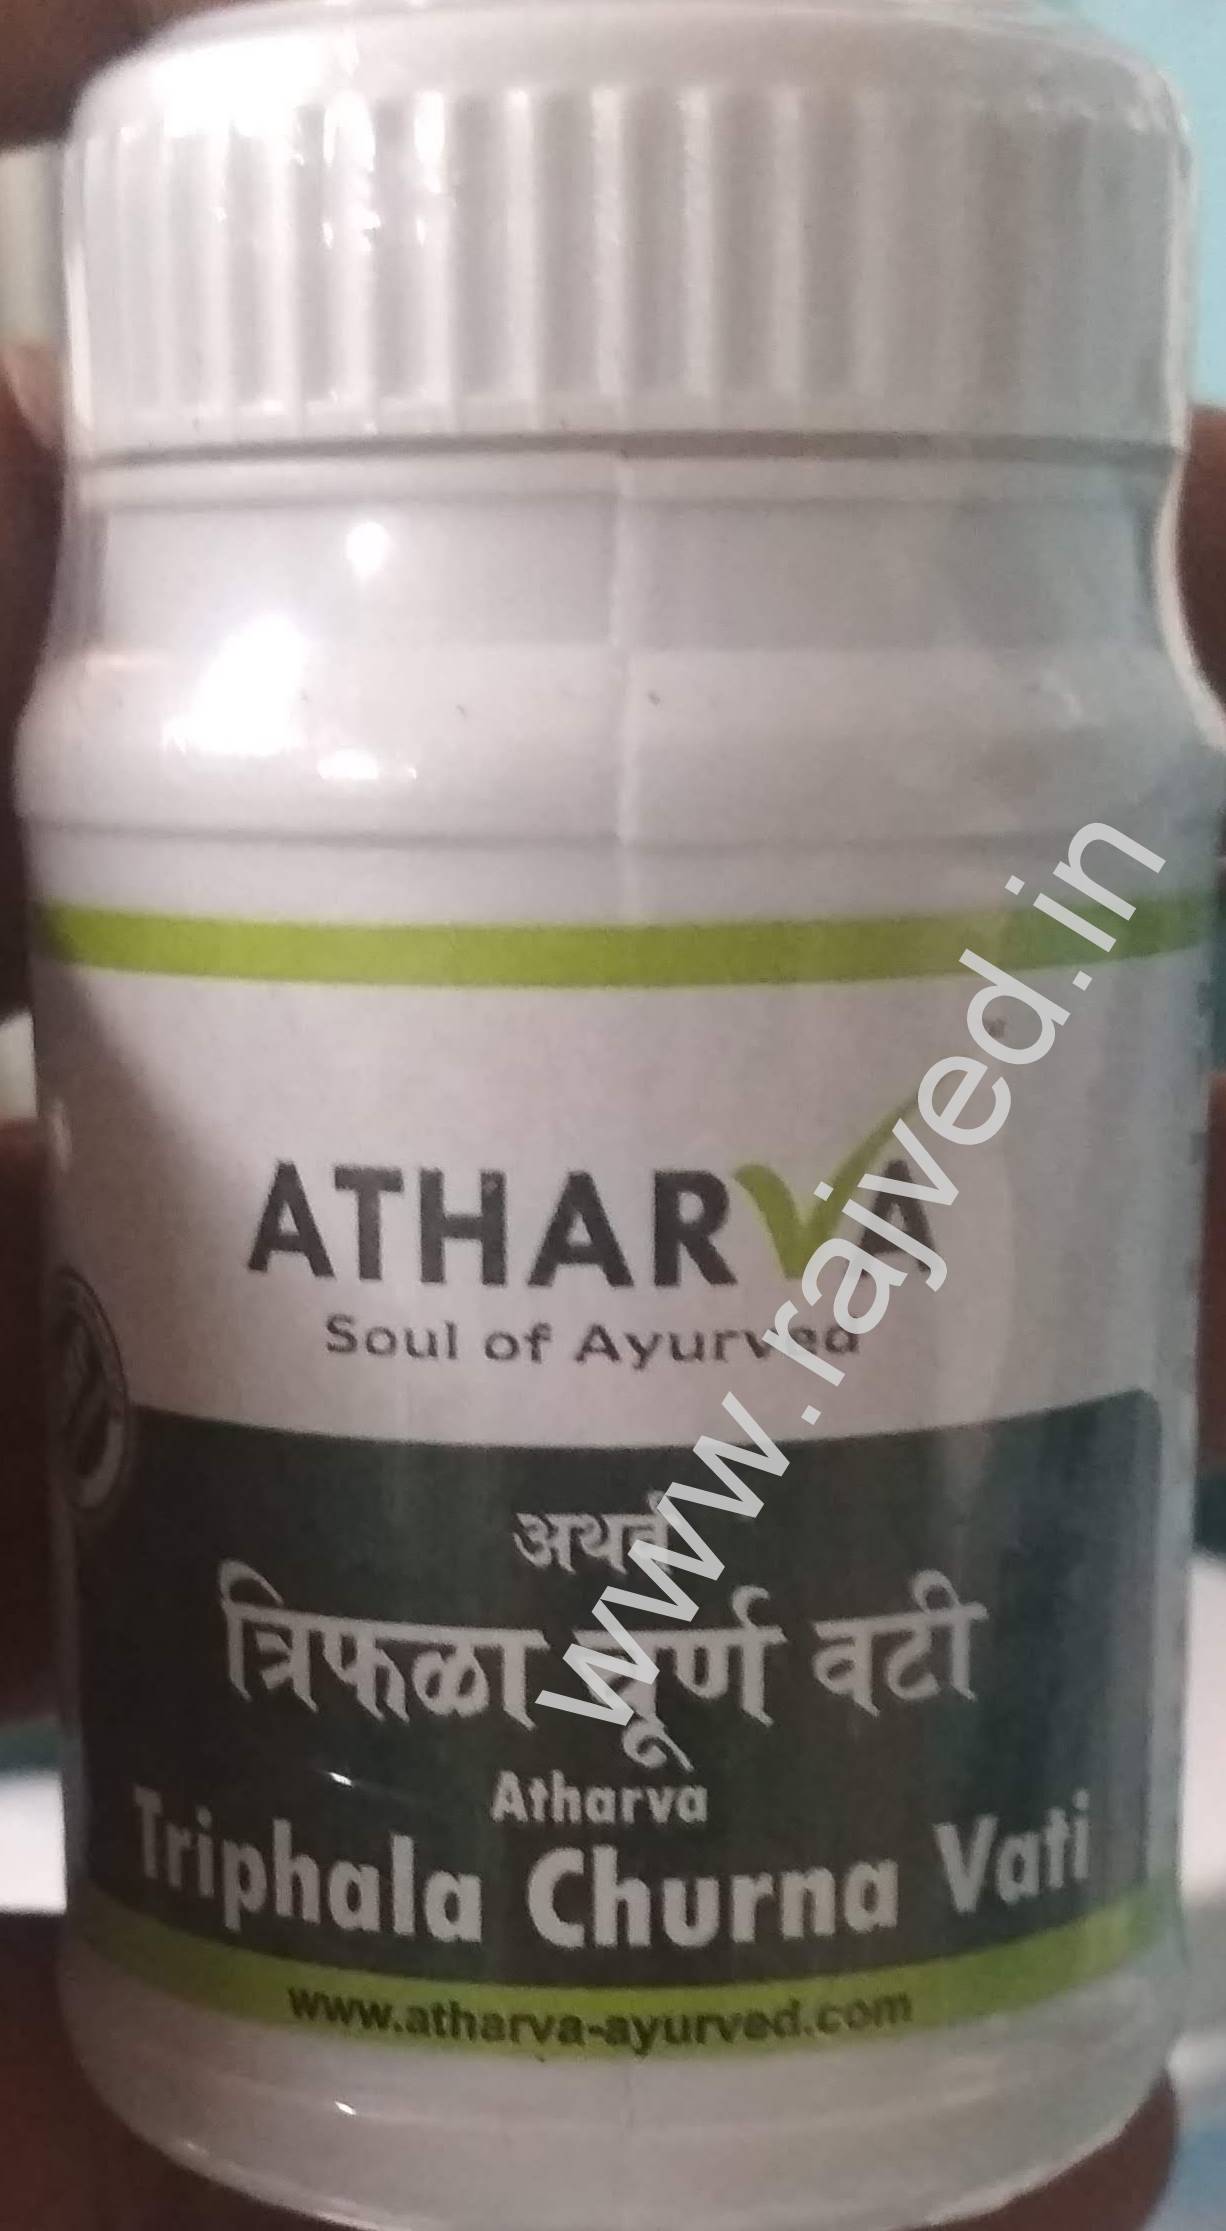 ATHARVA
Soul of Ayurved
अथर्व
त्रिफळा चूर्ण वटी
Atharva
Triphala Churna Vati
www.atharva-ayurved.com
www.rajved.in